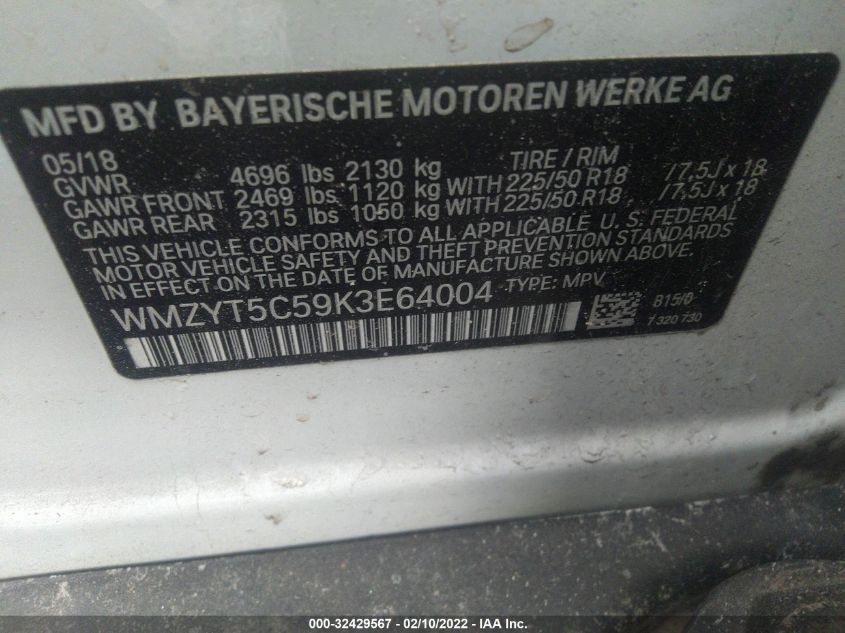 MFD BY BAYERISCHE MOTOREN WERKE AG
05/18 TIRE / RIM
GVWR 4696 lbs 2130 kg
GAWR FRONT 2469 lbs 1120 kg WITH 225/50 R18 /7,5J x 18
GAWR REAR 2315 lbs 1050 kg WITH 225/50 R18 /7,5J x 18
THIS VEHICLE CONFORMS TO ALL APPLICABLE U. S. FEDERAL
MOTOR VEHICLE SAFETY AND THEFT PREVENTION STANDARDS
IN EFFECT ON THE DATE OF MANUFACTURE SHOWN ABOVE.
WMZYT5C59K3E64004 TYPE: MPV
B15/0
7 320 730
000-32429567 - 02/10/2022 - IAA Inc.